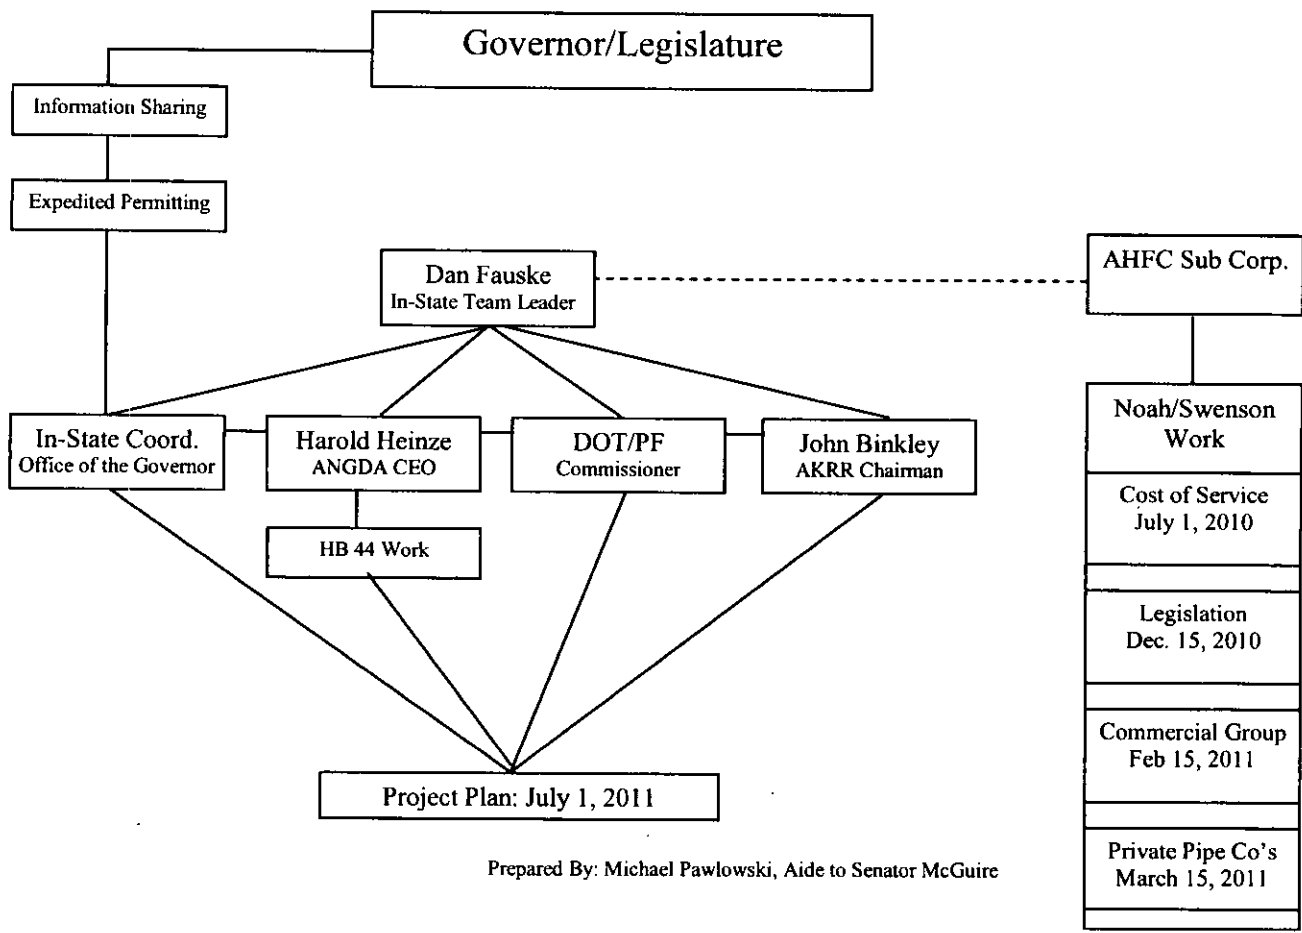 Governor/Legislature
Information Sharing
Expedited Permitting
Dan Fauske
In-State Team Leader
AHFC Sub Corp.
In-State Coord.
Office of the Governor
Harold Heinze
ANGDA CEO
DOT/PF
Commissioner
John Binkley
AKRR Chairman
HB 44 Work
Noah/Swenson
Work
Cost of Service
July 1, 2010
Legislation
Dec. 15, 2010
Commercial Group
Feb 15, 2011
Private Pipe Co's
March 15, 2011
Project Plan: July 1, 2011
Prepared By: Michael Pawlowski, Aide to Senator McGuire